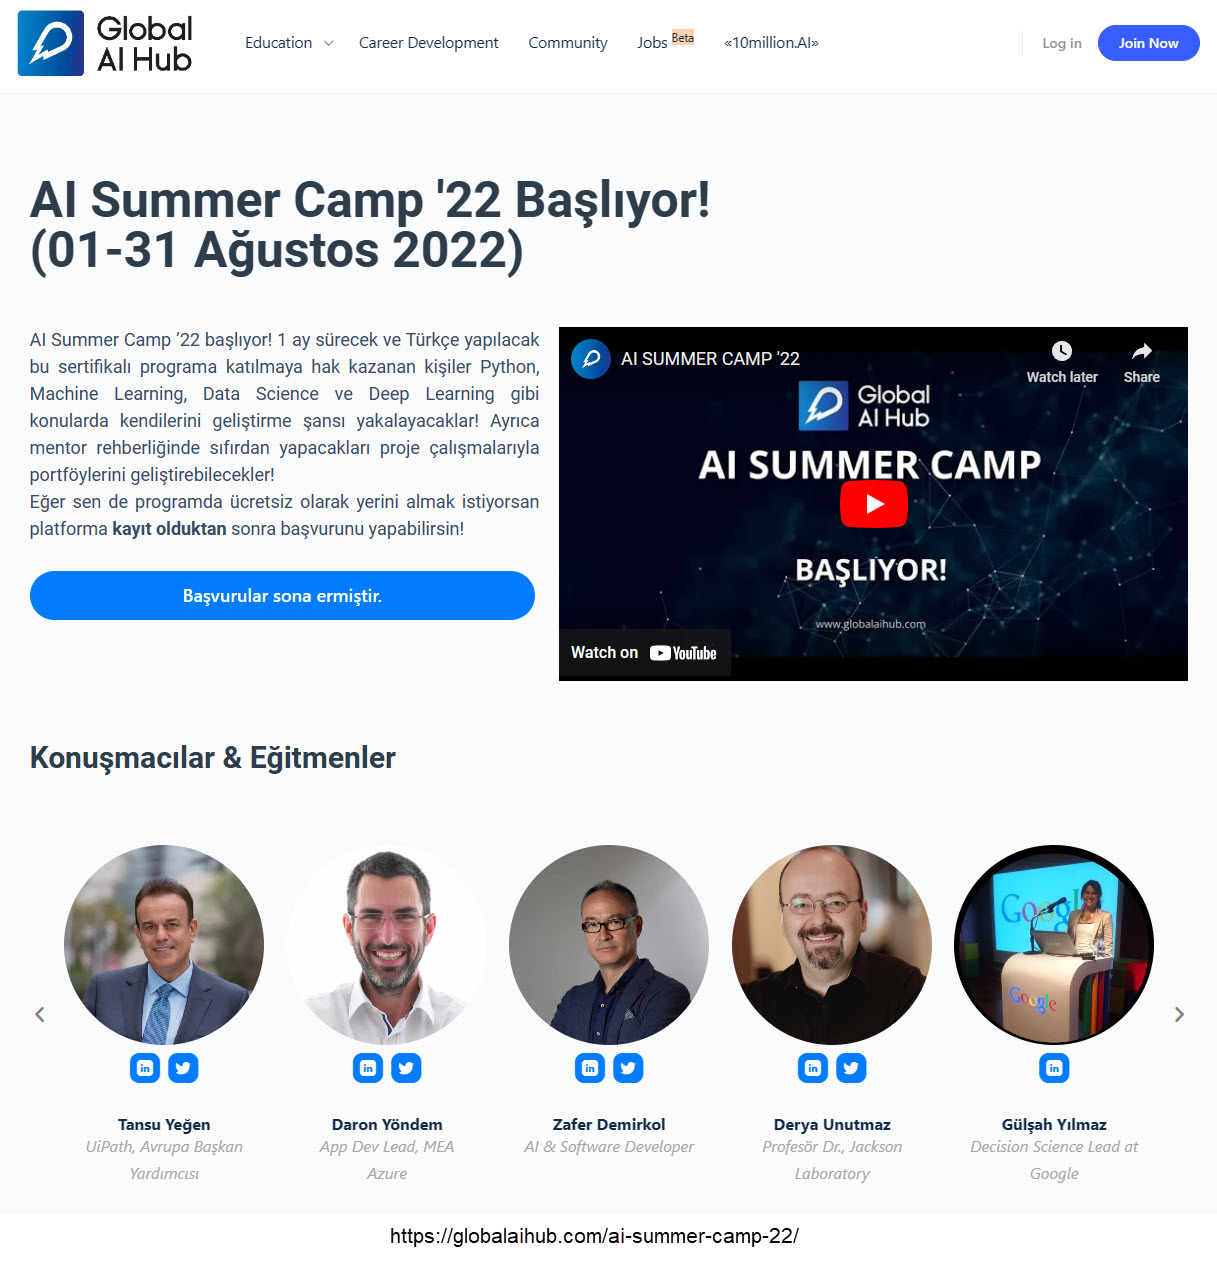 Global
AI Hub
Education
Career Development
Community
Jobs Beta
«10million.AI»
Log in
Join Now
AI Summer Camp '22 Başlıyor!
(01-31 Ağustos 2022)
AI Summer Camp ’22 başlıyor! 1 ay sürecek ve Türkçe yapılacak
bu sertifikalı programa katılmaya hak kazanan kişiler Python,
Machine Learning, Data Science ve Deep Learning gibi
konularda kendilerini geliştirme şansı yakalayacaklar! Ayrıca
mentor rehberliğinde sıfırdan yapacakları proje çalışmalarıyla
portföylerini geliştirebilecekler!
Eğer sen de programda ücretsiz olarak yerini almak istiyorsan
platforma kayıt olduktan sonra başvurunu yapabilirsin!
Başvurular sona ermiştir.
AI SUMMER CAMP '22
Watch later
Share
Global
AI Hub
AI SUMMER CAMP
BAŞLIYOR!
www.globalaihub.com
Watch on YouTube
Konuşmacılar & Eğitmenler
Google
Google
Tansu Yeğen
UiPath, Avrupa Başkan
Yardımcısı
Daron Yöndem
App Dev Lead, MEA
Azure
Zafer Demirkol
AI & Software Developer
Derya Unutmaz
Profesör Dr., Jackson
Laboratory
Gülşah Yılmaz
Decision Science Lead at
Google
https://globalaihub.com/ai-summer-camp-22/